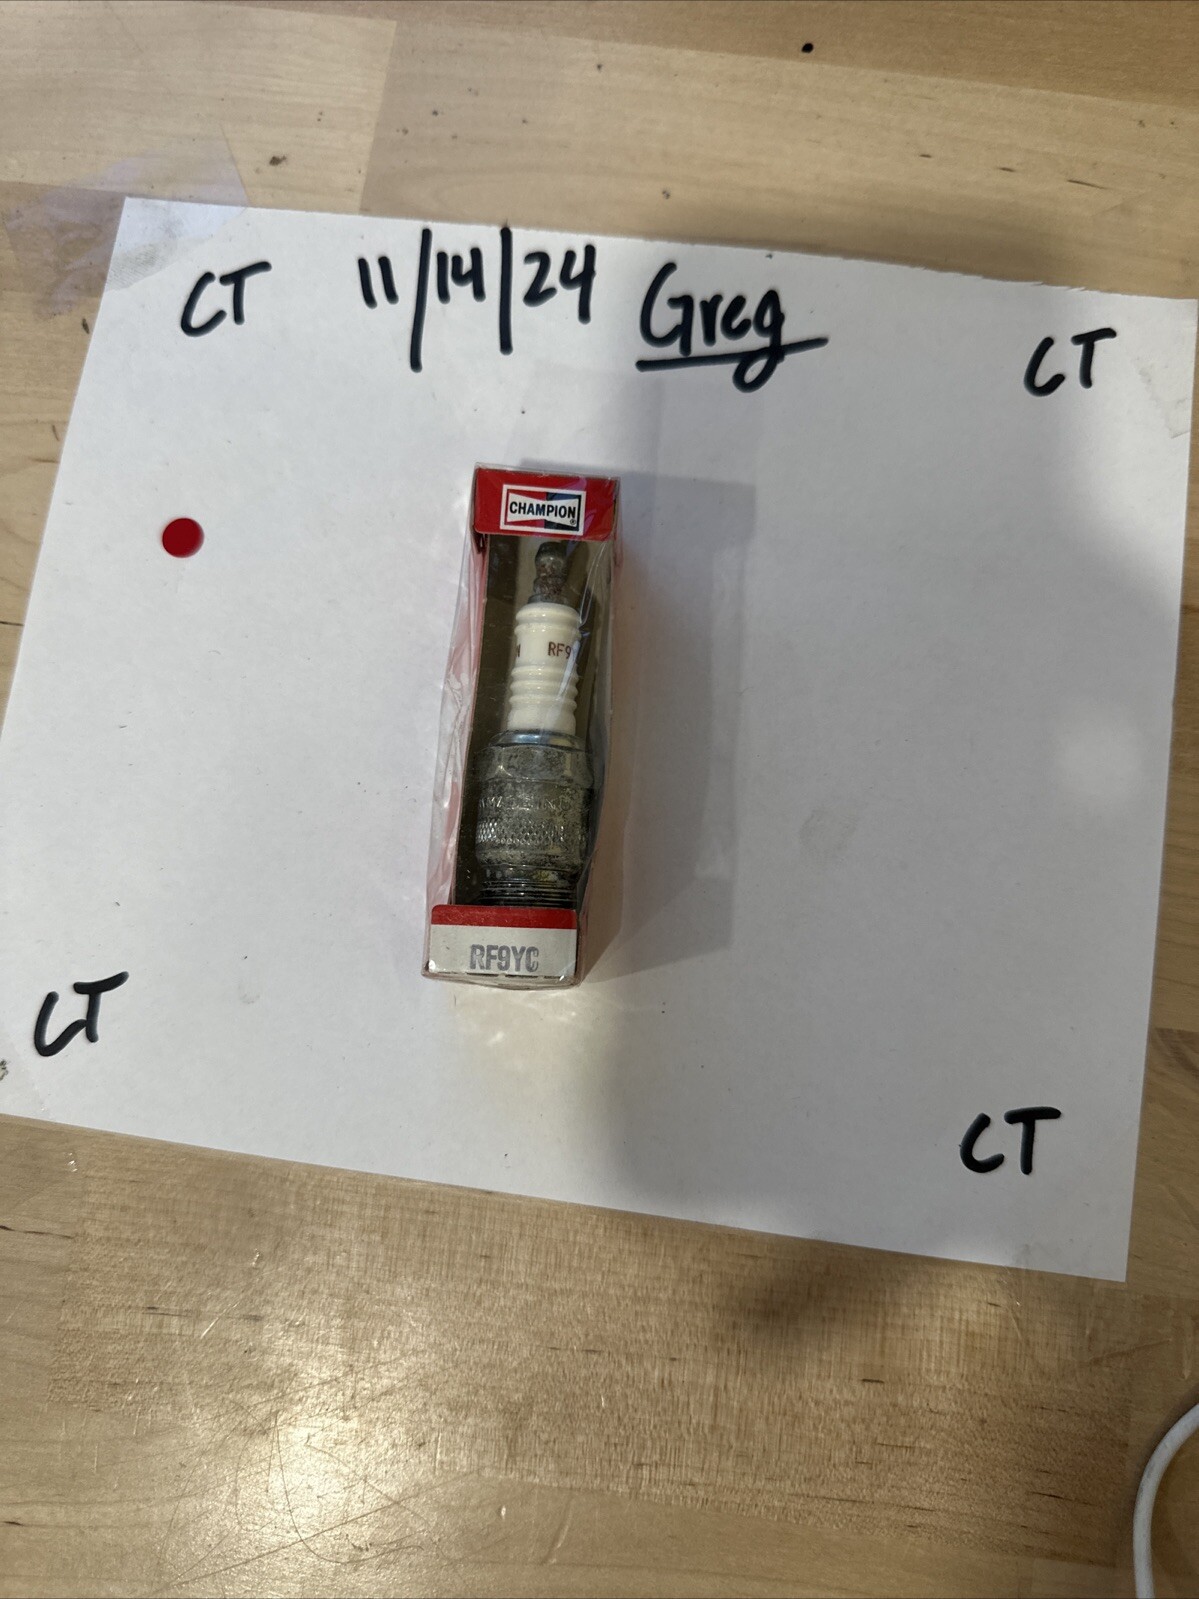 CT 11/14/24 Greg
CT
CHAMPION®
RF9
RF9YC
CT
CT